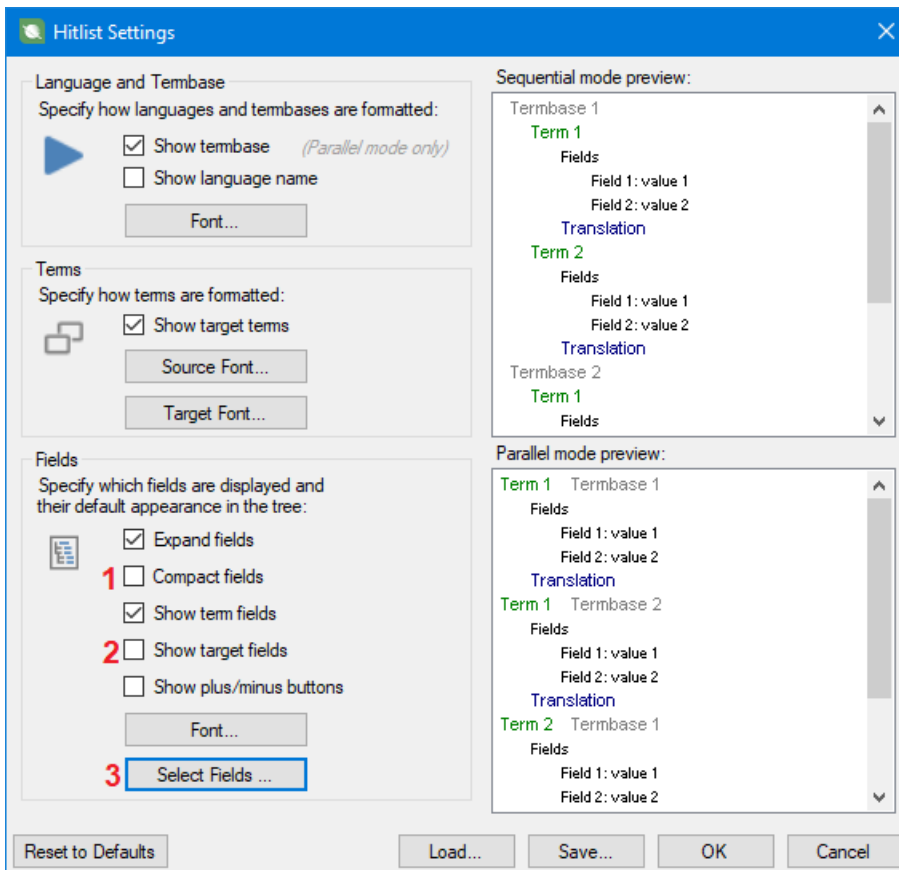 Hitlist Settings
Language and Termbase
Specify how languages and termbases are formatted:
Show termbase (Parallel mode only)
Show language name
Font...
Terms
Specify how terms are formatted:
Show target terms
Source Font...
Target Font...
Fields
Specify which fields are displayed and
their default appearance in the tree:
Expand fields
1 Compact fields
Show term fields
2 Show target fields
Show plus/minus buttons
Font...
3 Select Fields ...
Sequential mode preview:
Termbase 1
Term 1
Fields
Field 1: value 1
Field 2: value 2
Translation
Term 2
Fields
Field 1: value 1
Field 2: value 2
Translation
Termbase 2
Term 1
Fields
Parallel mode preview:
Term 1 Termbase 1
Fields
Field 1: value 1
Field 2: value 2
Translation
Term 1 Termbase 2
Fields
Field 1: value 1
Field 2: value 2
Translation
Term 2 Termbase 1
Fields
Field 1: value 1
Field 2: value 2
Reset to Defaults
Load...
Save...
OK
Cancel